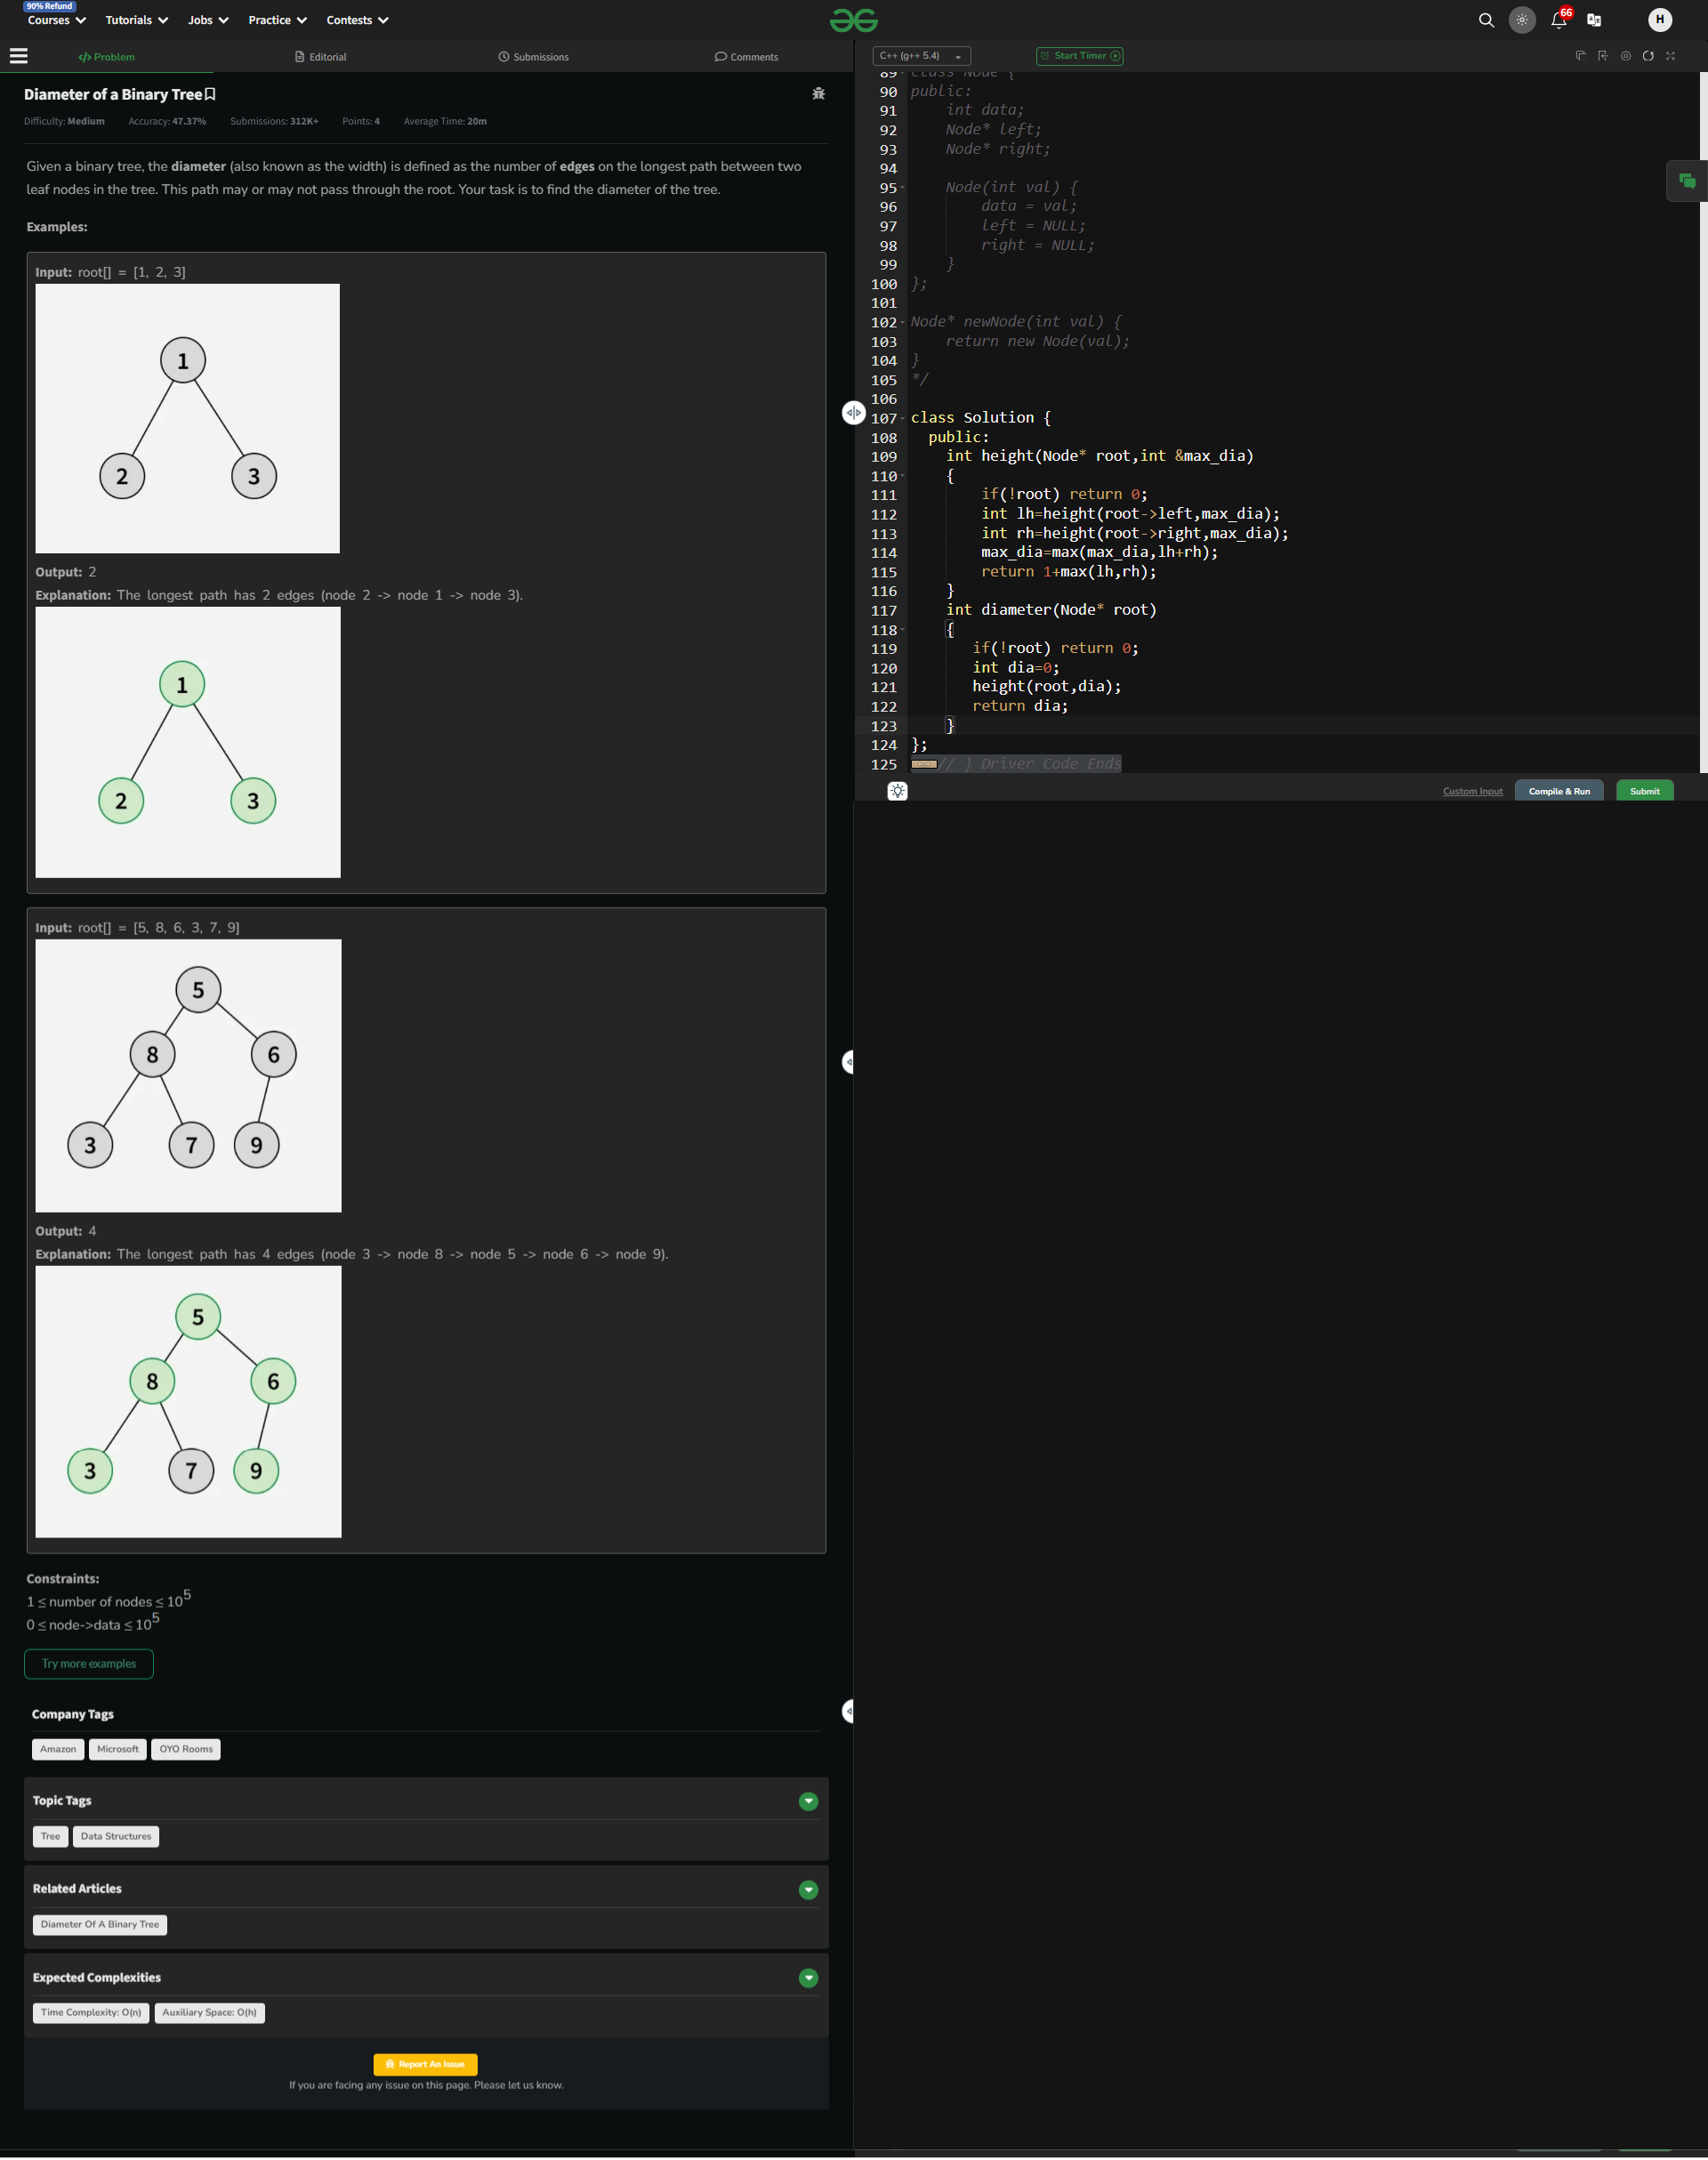 90% Refund
Courses Tutorials Jobs Practice Contests
66
H
</> Problem Editorial Submissions Comments
Diameter of a Binary Tree
Difficulty: Medium Accuracy: 47.37% Submissions: 312K+ Points: 4 Average Time: 20m
Given a binary tree, the diameter (also known as the width) is defined as the number of edges on the longest path between two
leaf nodes in the tree. This path may or may not pass through the root. Your task is to find the diameter of the tree.
Examples:
Input: root[] = [1, 2, 3]
1
2 3
Output: 2
Explanation: The longest path has 2 edges (node 2 -> node 1 -> node 3).
1
2 3
Input: root[] = [5, 8, 6, 3, 7, 9]
5
8 6
3 7 9
Output: 4
Explanation: The longest path has 4 edges (node 3 -> node 8 -> node 5 -> node 6 -> node 9).
5
8 6
3 7 9
Constraints:
1 ≤ number of nodes ≤ 10^5
0 ≤ node->data ≤ 10^5
Try more examples
Company Tags
Amazon Microsoft OYO Rooms
Topic Tags
Tree Data Structures
Related Articles
Diameter Of A Binary Tree
Expected Complexities
Time Complexity: O(n) Auxiliary Space: O(h)
Report An Issue
If you are facing any issue on this page. Please let us know.
C++ (g++ 5.4) Start Timer
89 class Node {
90 public:
91 int data;
92 Node* left;
93 Node* right;
94
95 Node(int val) {
96 data = val;
97 left = NULL;
98 right = NULL;
99 }
100 };
101
102 Node* newNode(int val) {
103 return new Node(val);
104 }
105 */
106
107 class Solution {
108 public:
109 int height(Node* root,int &max_dia)
110 {
111 if(!root) return 0;
112 int lh=height(root->left,max_dia);
113 int rh=height(root->right,max_dia);
114 max_dia=max(max_dia,lh+rh);
115 return 1+max(lh,rh);
116 }
117 int diameter(Node* root)
118 {
119 if(!root) return 0;
120 int dia=0;
121 height(root,dia);
122 return dia;
123 }
124 };
125 // } Driver Code Ends
Custom Input Compile & Run Submit